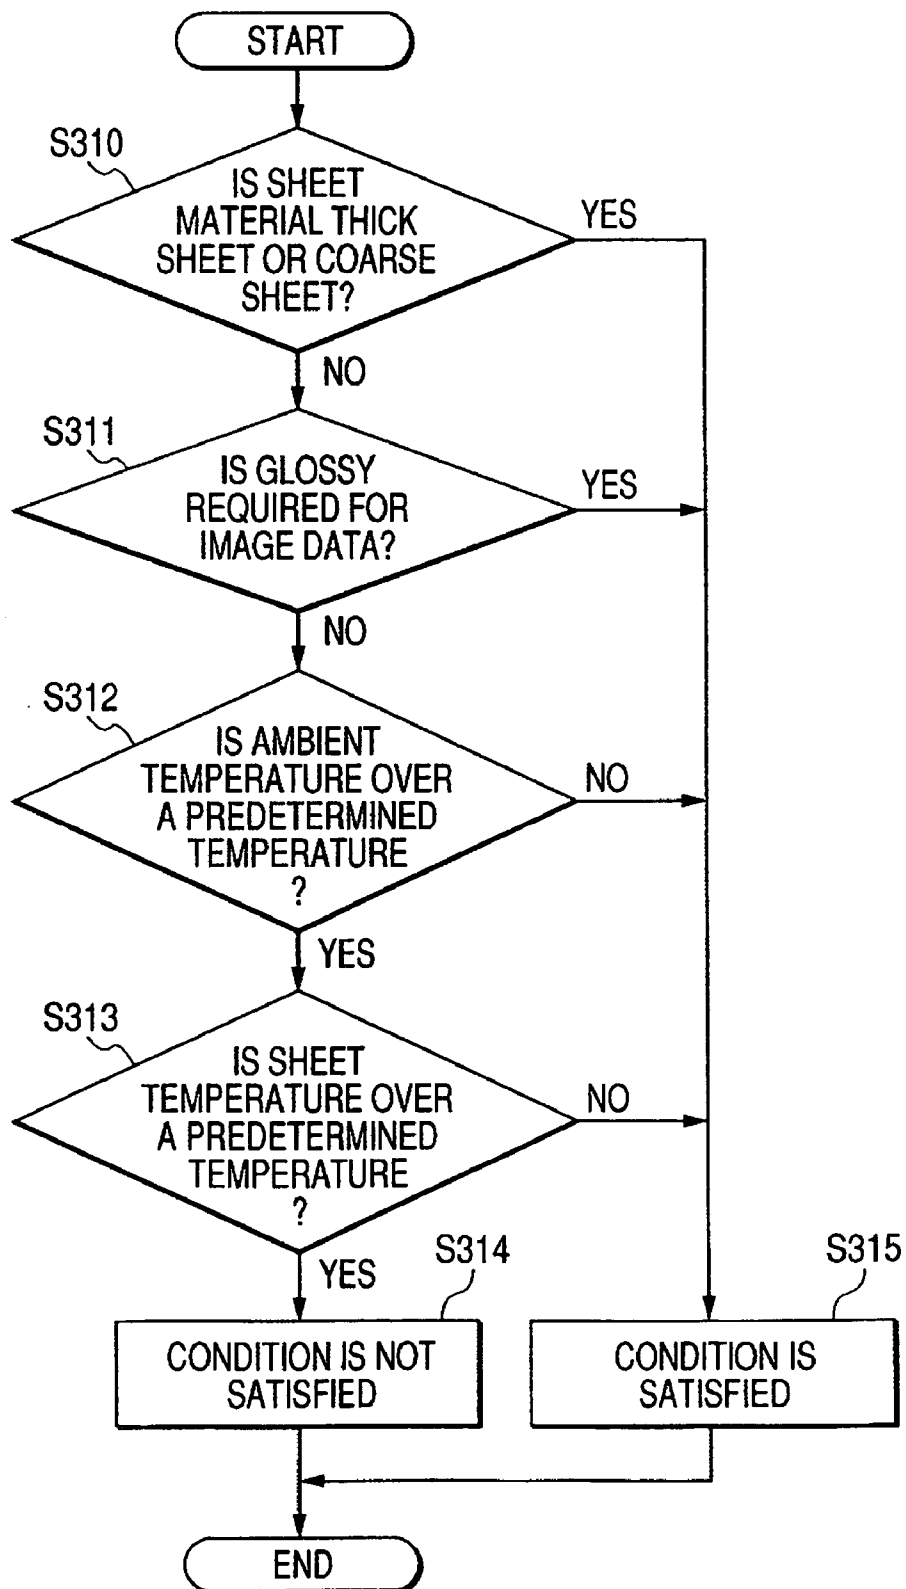 START
S310
IS SHEET
MATERIAL THICK
SHEET OR COARSE
SHEET?
YES
NO
S311
IS GLOSSY
REQUIRED FOR
IMAGE DATA?
YES
NO
S312
IS AMBIENT
TEMPERATURE OVER
A PREDETERMINED
TEMPERATURE
?
NO
YES
S313
IS SHEET
TEMPERATURE OVER
A PREDETERMINED
TEMPERATURE
?
NO
YES
S314
CONDITION IS NOT
SATISFIED
S315
CONDITION IS
SATISFIED
END